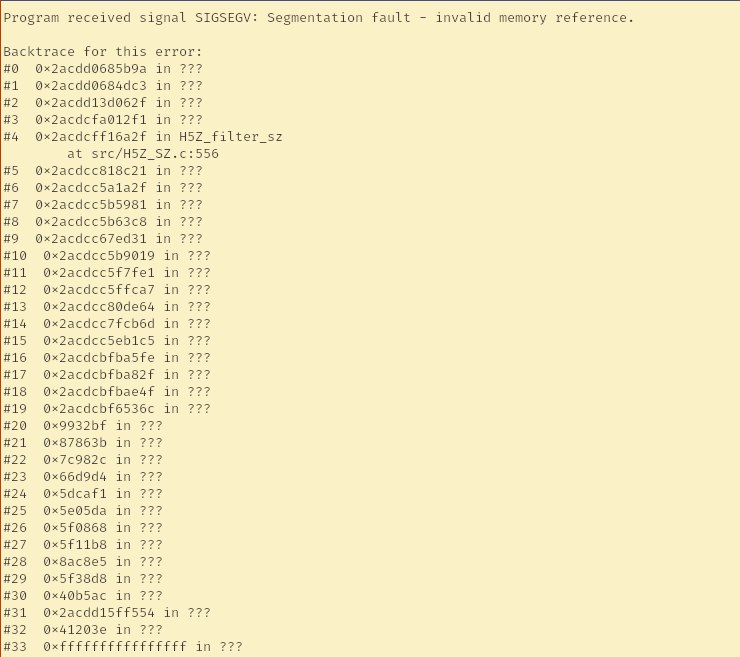 Program received signal SIGSEGV: Segmentation fault - invalid memory reference.
Backtrace for this error:
#0  0x2acdd0685b9a in ???
#1  0x2acdd0684dc3 in ???
#2  0x2acdd13d062f in ???
#3  0x2acdcfa012f1 in ???
#4  0x2acdcff16a2f in H5Z_filter_sz
at src/H5Z_SZ.c:556
#5  0x2acdcc818c21 in ???
#6  0x2acdcc5a1a2f in ???
#7  0x2acdcc5b5981 in ???
#8  0x2acdcc5b63c8 in ???
#9  0x2acdcc67ed31 in ???
#10  0x2acdcc5b9019 in ???
#11  0x2acdcc5f7fe1 in ???
#12  0x2acdcc5ffca7 in ???
#13  0x2acdcc80de64 in ???
#14  0x2acdcc7fcb6d in ???
#15  0x2acdcc5eb1c5 in ???
#16  0x2acdcbfba5fe in ???
#17  0x2acdcbfba82f in ???
#18  0x2acdcbfbae4f in ???
#19  0x2acdcbf6536c in ???
#20  0x9932bf in ???
#21  0x87863b in ???
#22  0x7c982c in ???
#23  0x66d9d4 in ???
#24  0x5dcaf1 in ???
#25  0x5e05da in ???
#26  0x5f0868 in ???
#27  0x5f11b8 in ???
#28  0x8ac8e5 in ???
#29  0x5f38d8 in ???
#30  0x40b5ac in ???
#31  0x2acdd15ff554 in ???
#32  0x41203e in ???
#33  0xffffffffffffffff in ???